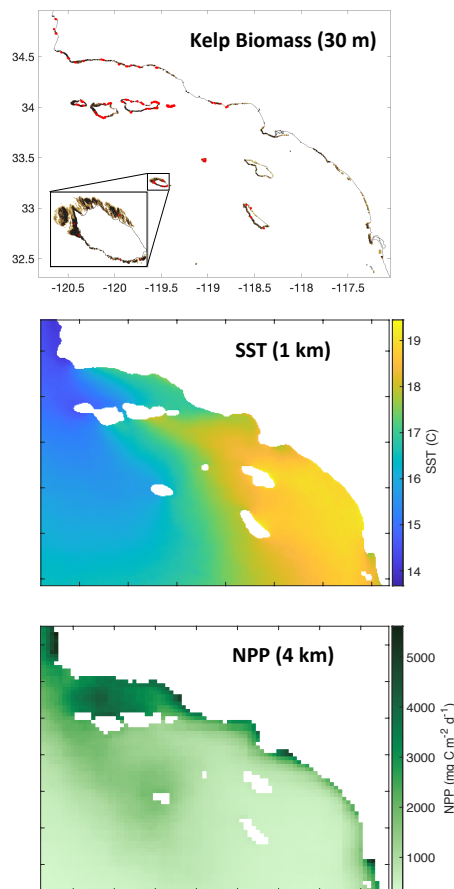 Kelp Biomass (30 m)
34.5
34
33.5
33
32.5
-120.5 -120 -119.5 -119 -118.5 -118 -117.5
SST (1 km)
19
18
17
16
15
14
SST (C)
NPP (4 km)
5000
4000
3000
2000
1000
NPP (mg C m⁻² d⁻¹)